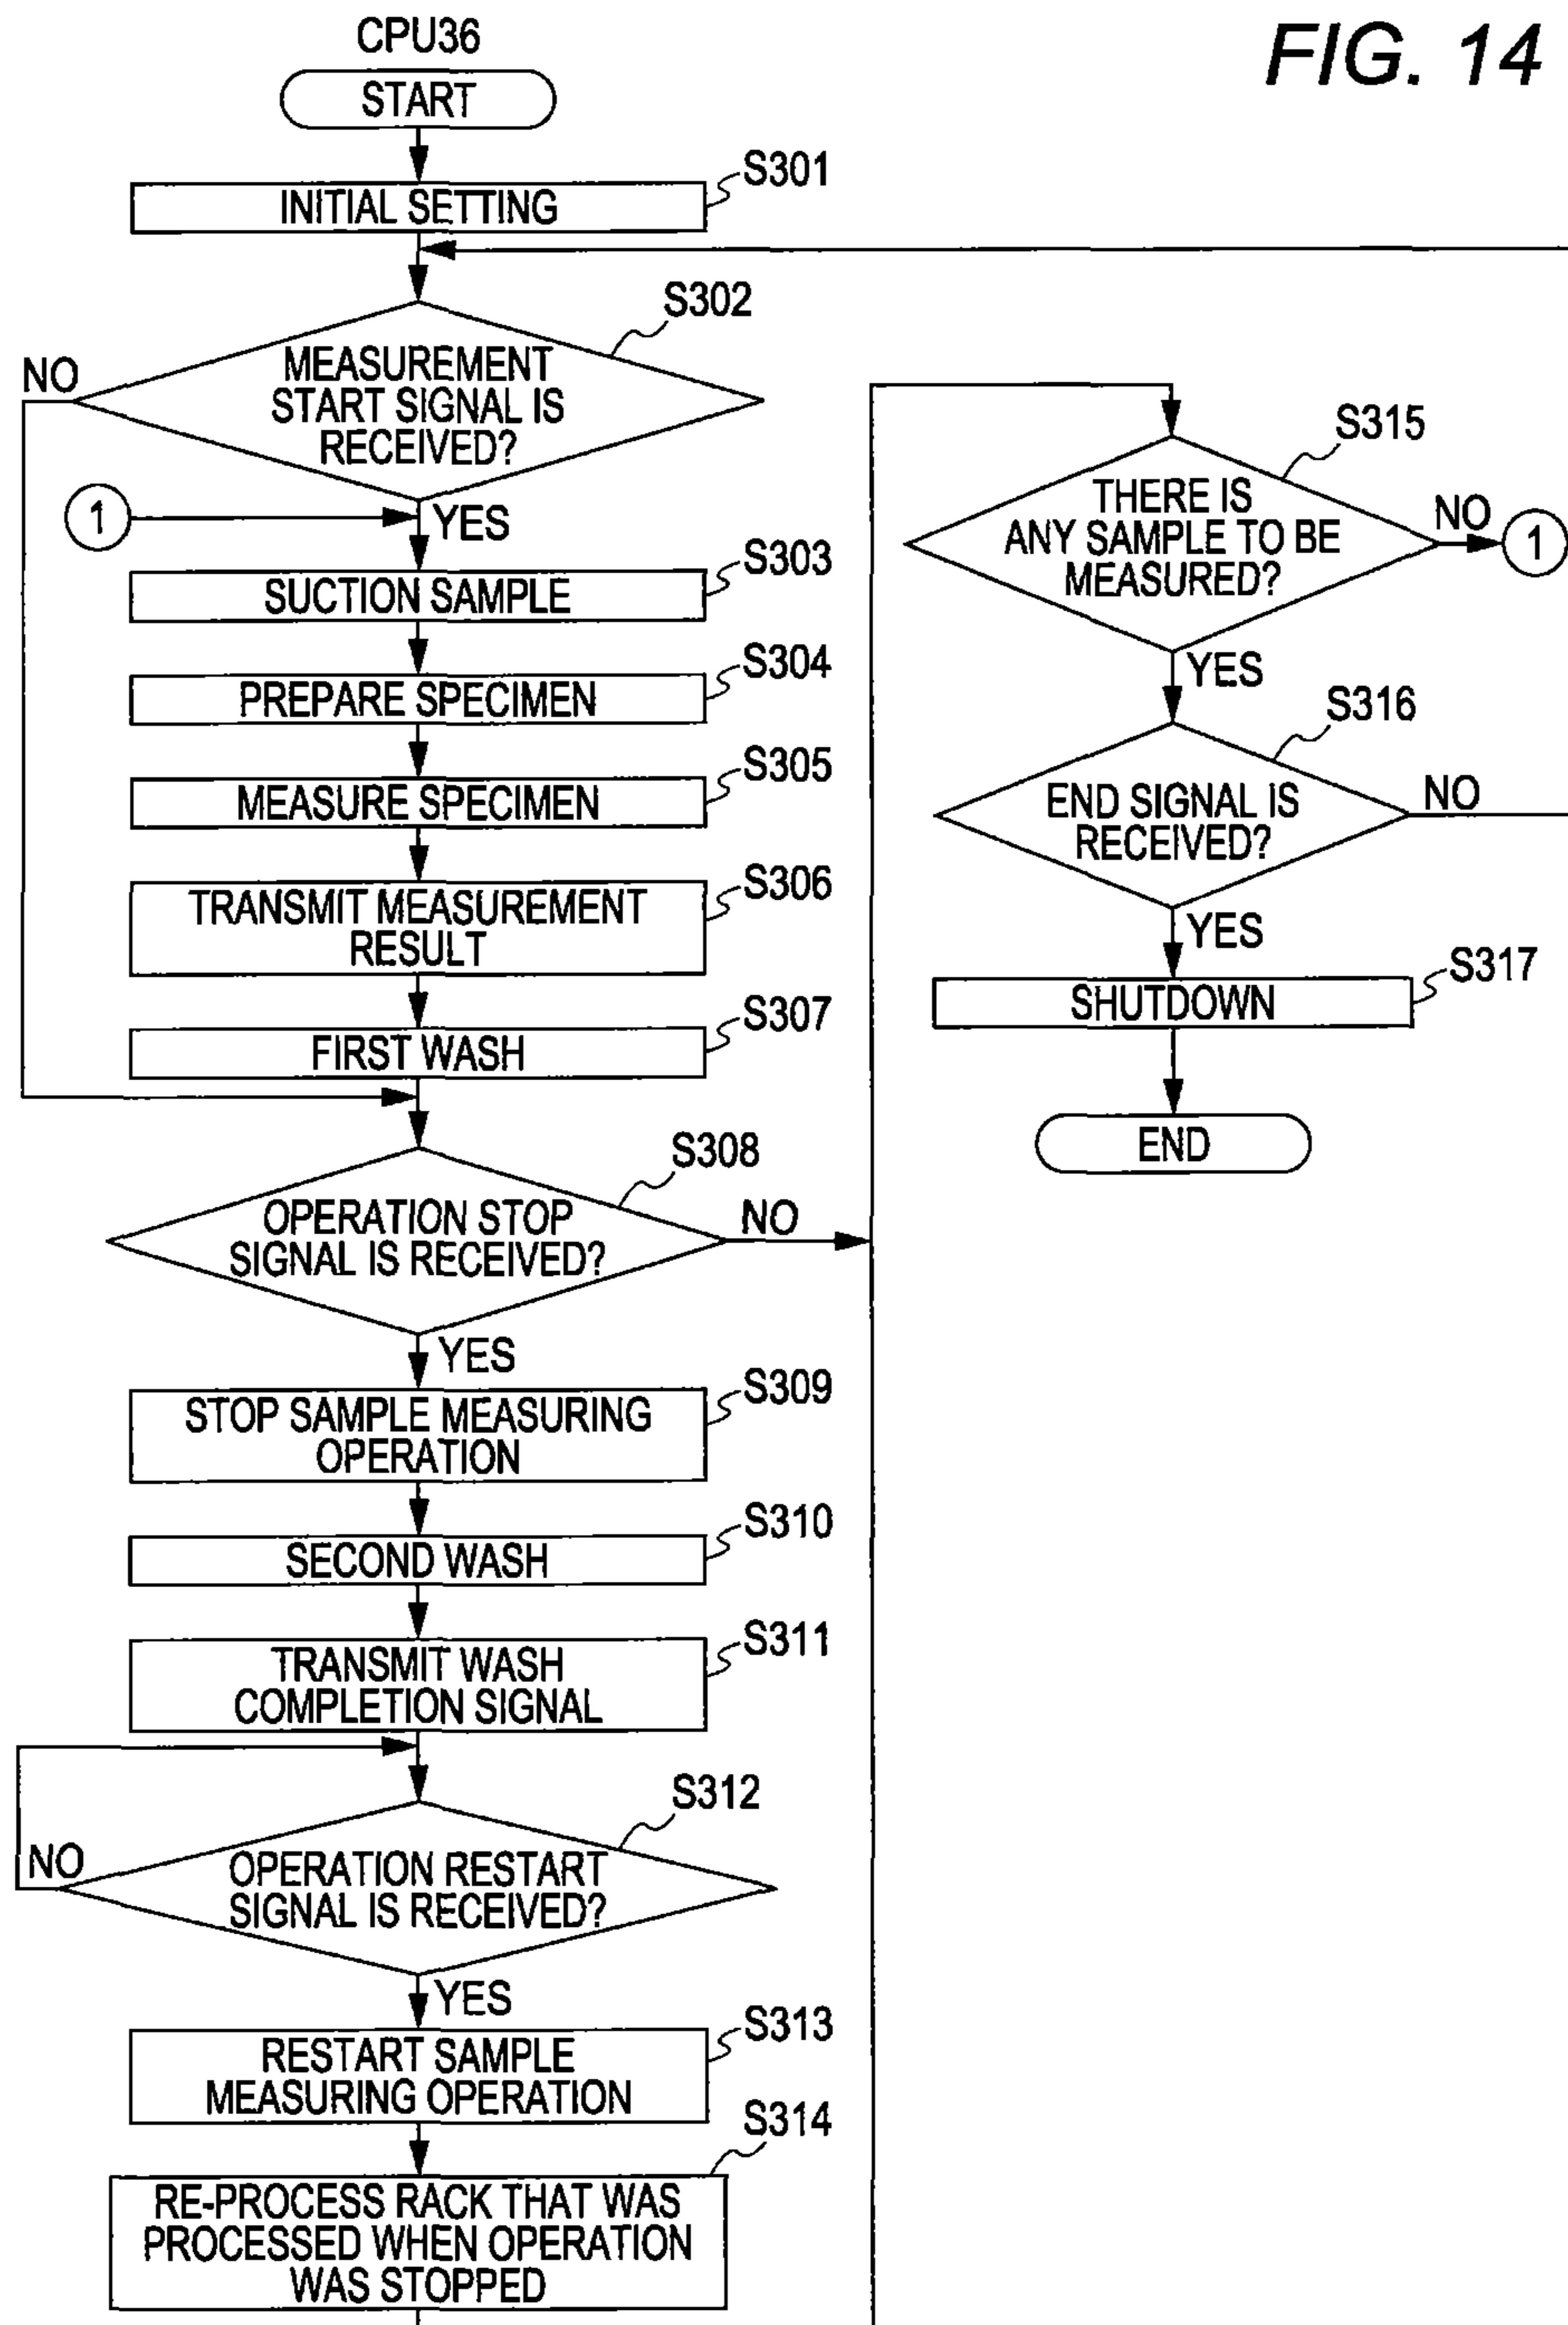 FIG. 14
CPU36
START
S301
INITIAL SETTING
S302
NO
MEASUREMENT
START SIGNAL IS
RECEIVED?
1
YES
S303
SUCTION SAMPLE
S304
PREPARE SPECIMEN
S305
MEASURE SPECIMEN
S306
TRANSMIT MEASUREMENT
RESULT
S307
FIRST WASH
S308
OPERATION STOP
SIGNAL IS RECEIVED?
NO
YES
S309
STOP SAMPLE MEASURING
OPERATION
S310
SECOND WASH
S311
TRANSMIT WASH
COMPLETION SIGNAL
S312
NO
OPERATION RESTART
SIGNAL IS RECEIVED?
YES
S313
RESTART SAMPLE
MEASURING OPERATION
S314
RE-PROCESS RACK THAT WAS
PROCESSED WHEN OPERATION
WAS STOPPED
S315
THERE IS
ANY SAMPLE TO BE
MEASURED?
NO
1
YES
S316
END SIGNAL IS
RECEIVED?
NO
YES
S317
SHUTDOWN
END